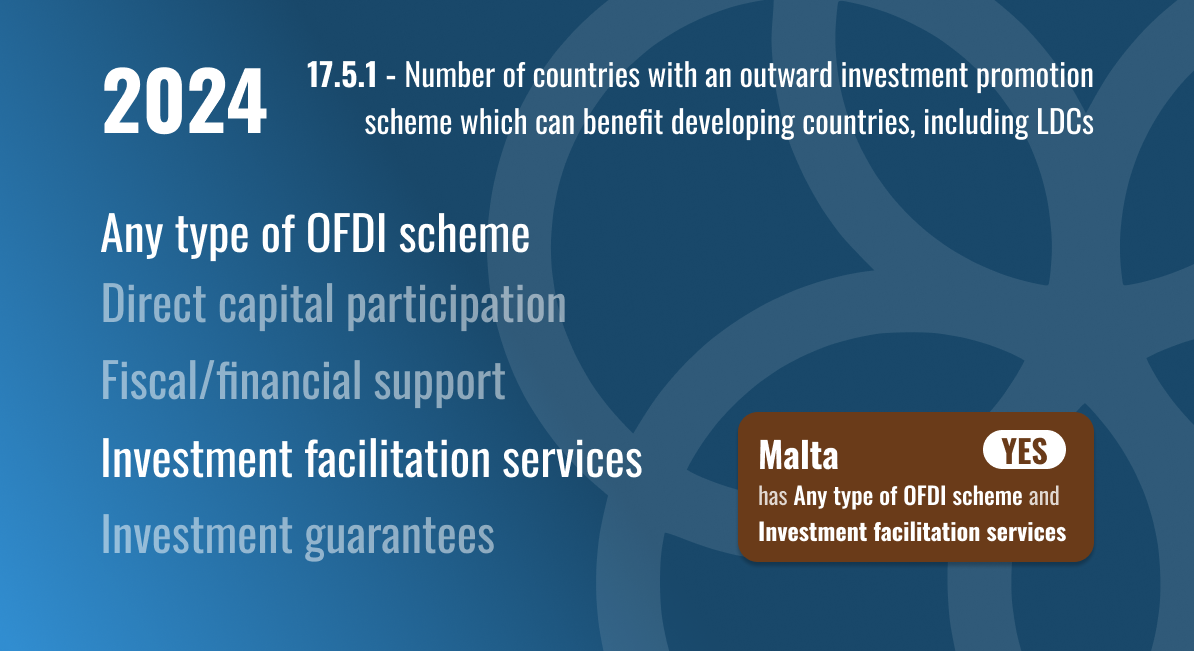 2024
17.5.1 - Number of countries with an outward investment promotion
scheme which can benefit developing countries, including LDCs
Any type of OFDI scheme
Direct capital participation
Fiscal/financial support
Investment facilitation services
Investment guarantees
Malta YES
has Any type of OFDI scheme and
Investment facilitation services